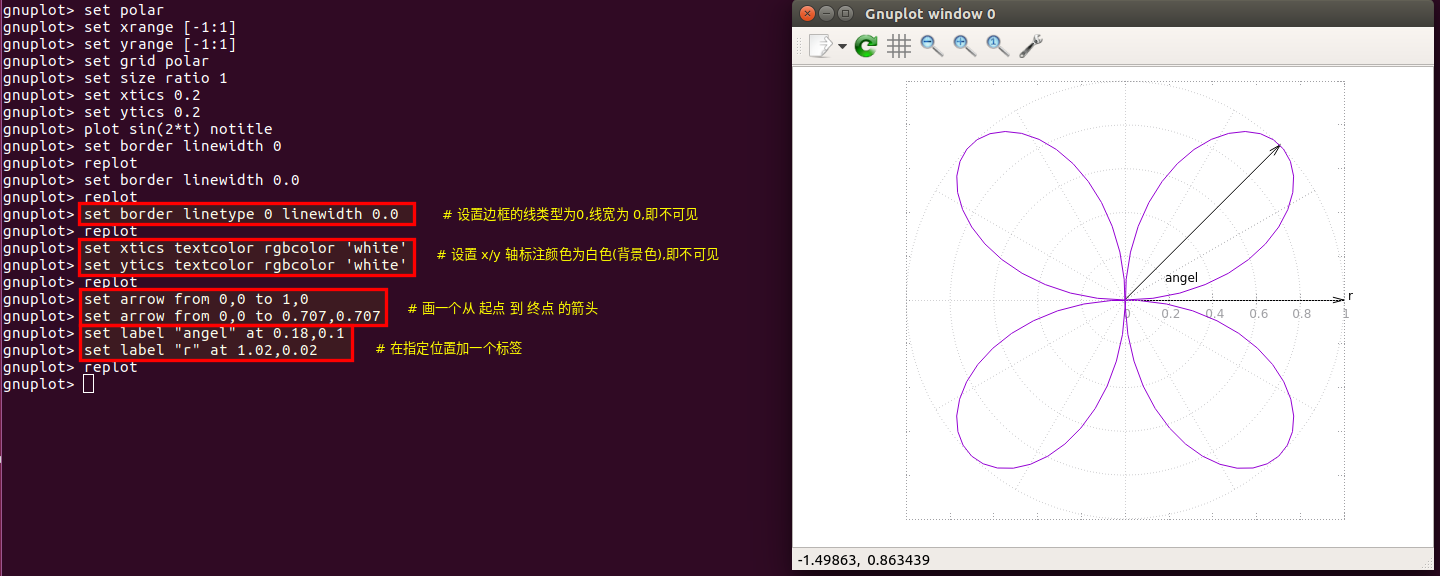 gnuplot> set polar
gnuplot> set xrange [-1:1]
gnuplot> set yrange [-1:1]
gnuplot> set grid polar
gnuplot> set size ratio 1
gnuplot> set xtics 0.2
gnuplot> set ytics 0.2
gnuplot> plot sin(2*t) notitle
gnuplot> set border linewidth 0
gnuplot> replot
gnuplot> set border linewidth 0.0
gnuplot> replot
gnuplot> set border linetype 0 linewidth 0.0 # 设置边框的线类型为0,线宽为 0,即不可见
gnuplot> replot
gnuplot> set xtics textcolor rgbcolor 'white'
# 设置 x/y 轴标注颜色为白色(背景色),即不可见
gnuplot> set ytics textcolor rgbcolor 'white'
gnuplot> replot
gnuplot> set arrow from 0,0 to 1,0
# 画一个从 起点 到 终点 的箭头
gnuplot> set arrow from 0,0 to 0.707,0.707
gnuplot> set label "angel" at 0.18,0.1
gnuplot> set label "r" at 1.02,0.02 # 在指定位置加一个标签
gnuplot> replot
gnuplot>
Gnuplot window 0
angel
r
0 0.2 0.4 0.6 0.8 1
-1.49863, 0.863439